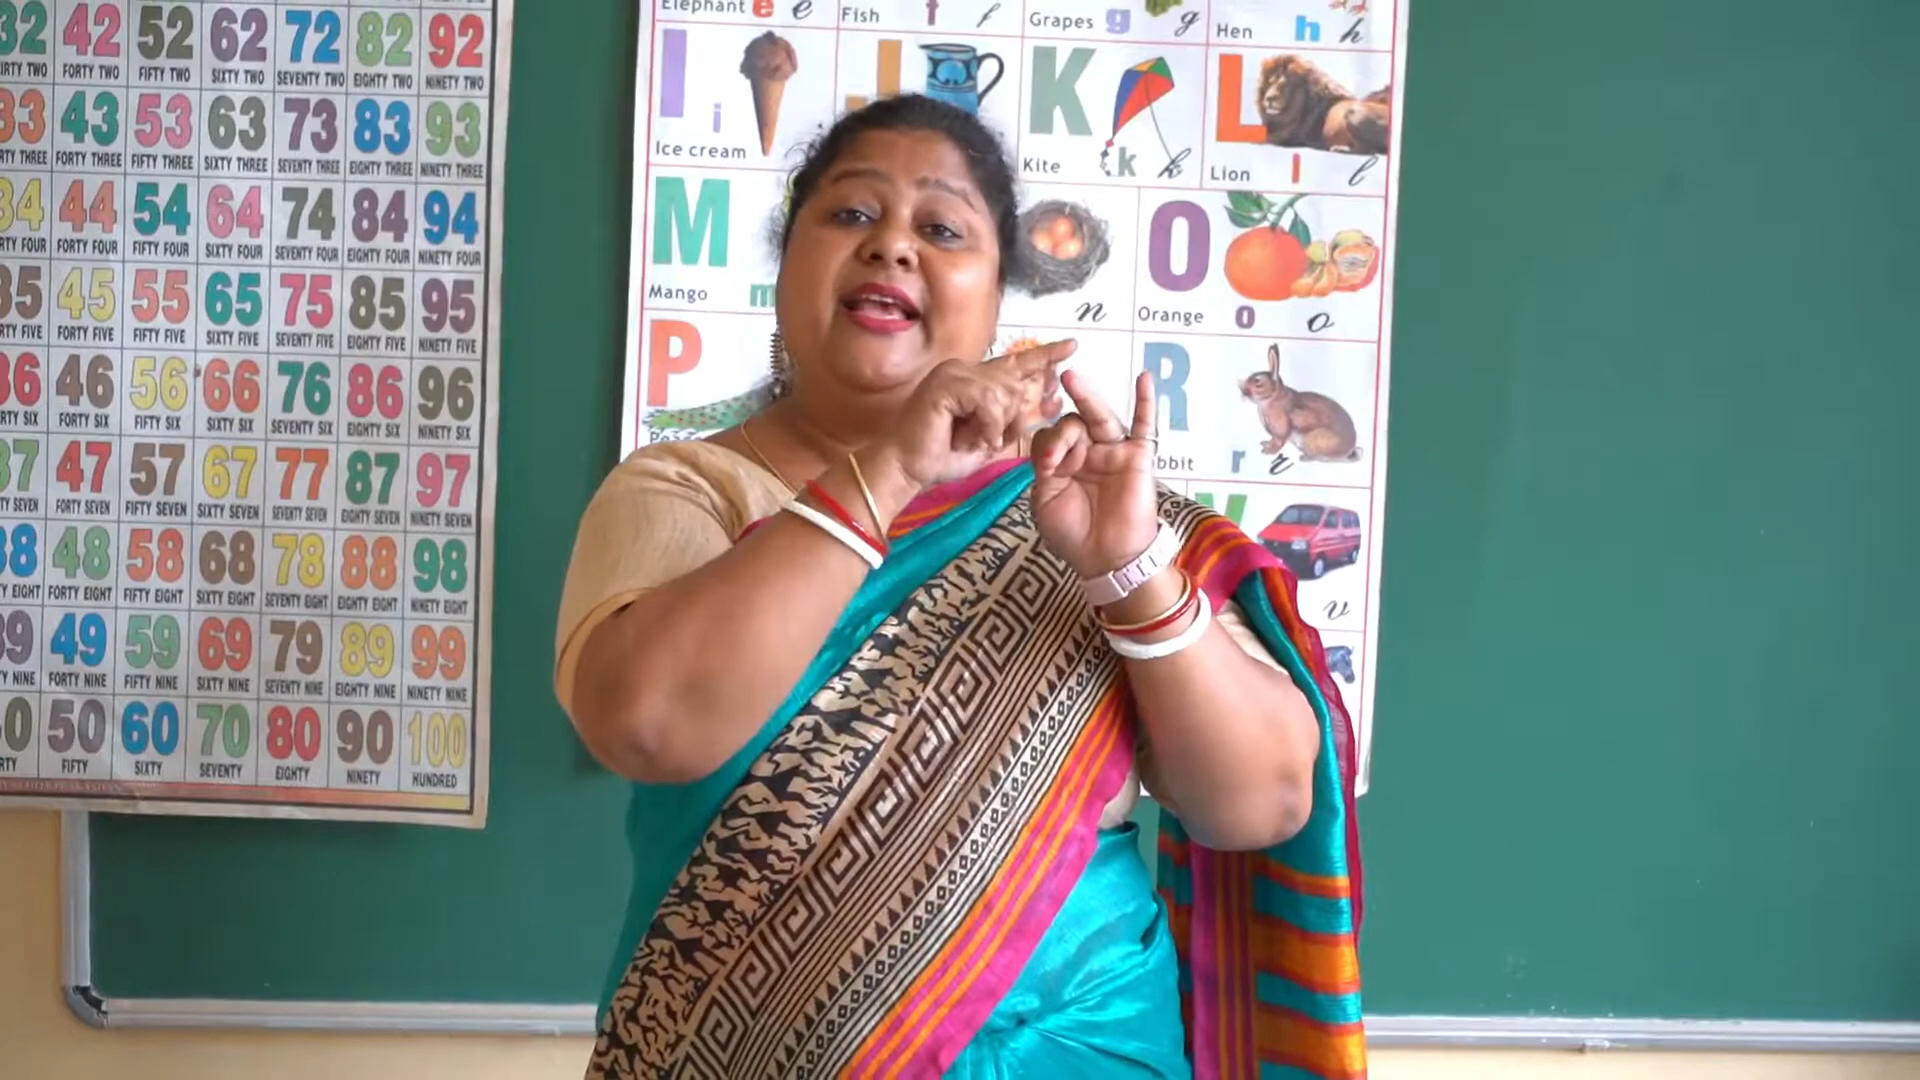 32 42 52 62 72 82 92
FORTY TWO FIFTY TWO SIXTY TWO SEVENTY TWO EIGHTY TWO NINETY TWO
43 53 63 73 83 93
FORTY THREE FIFTY THREE SIXTY THREE SEVENTY THREE EIGHTY THREE NINETY THREE
34 44 54 64 74 84 94
FORTY FOUR FIFTY FOUR SIXTY FOUR SEVENTY FOUR EIGHTY FOUR NINETY FOUR
35 45 55 65 75 85 95
FORTY FIVE FIFTY FIVE SIXTY FIVE SEVENTY FIVE EIGHTY FIVE NINETY FIVE
36 46 56 66 76 86 96
FORTY SIX FIFTY SIX SIXTY SIX SEVENTY SIX EIGHTY SIX NINETY SIX
47 57 67 77 87 97
SEVEN FORTY SEVEN FIFTY SEVEN SIXTY SEVEN SEVENTY SEVEN EIGHTY SEVEN NINETY SEVEN
48 58 68 78 88 98
EIGHT FORTY EIGHT FIFTY EIGHT SIXTY EIGHT SEVENTY EIGHT EIGHTY EIGHT NINETY EIGHT
49 59 69 79 89 99
NINE FORTY NINE FIFTY NINE SIXTY NINE SEVENTY NINE EIGHTY NINE NINETY NINE
50 60 70 80 90 100
FIFTY SIXTY SEVENTY EIGHTY NINETY HUNDRED
Elephant e e Fish f f Grapes g g Hen h h
I i J K L
Ice cream Kite k k Lion l l
M O
Mango m n Orange o o
P R
r r
V
v